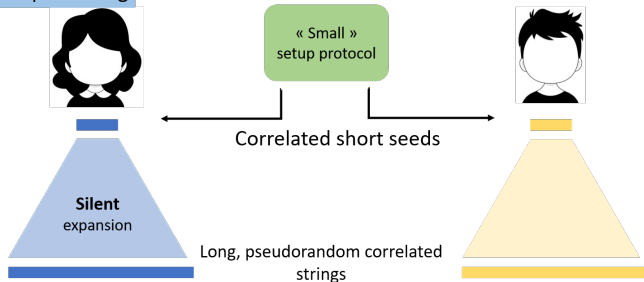 « Small »
setup protocol
Correlated short seeds
Silent
expansion
Long, pseudorandom correlated
strings